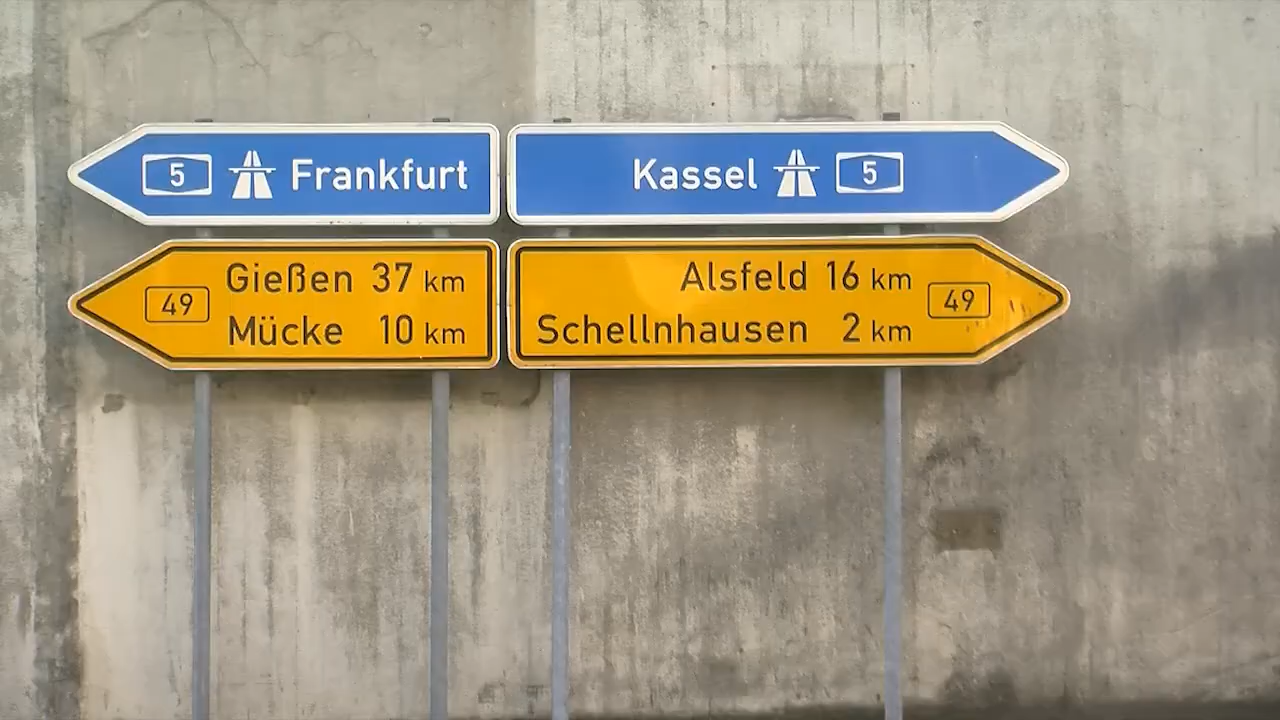 5 Frankfurt
Kassel 5
49
Gießen 37 km
Mücke 10 km
Alsfeld 16 km
Schellnhausen 2 km
49